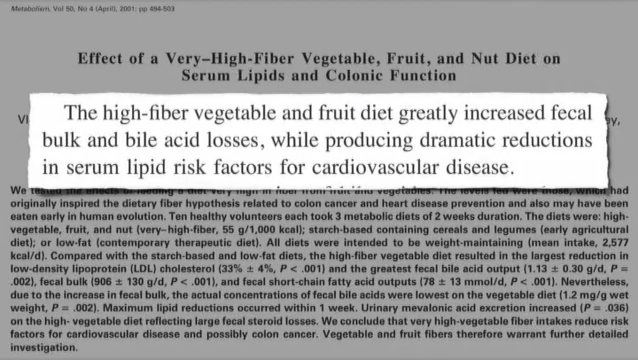 Metabolism, Vol 50, No 4 (April), 2001: pp 494-503
Effect of a Very–High-Fiber Vegetable, Fruit, and Nut Diet on
Serum Lipids and Colonic Function
The high-fiber vegetable and fruit diet greatly increased fecal
bulk and bile acid losses, while producing dramatic reductions
in serum lipid risk factors for cardiovascular disease.
We tested the effects of feeding a diet very high in fiber from fruit and vegetables. The levels fed were those, which had
originally inspired the dietary fiber hypothesis related to colon cancer and heart disease prevention and also may have been
eaten early in human evolution. Ten healthy volunteers each took 3 metabolic diets of 2 weeks duration. The diets were: high-
vegetable, fruit, and nut (very–high-fiber, 55 g/1,000 kcal); starch-based containing cereals and legumes (early agricultural
diet); or low-fat (contemporary therapeutic diet). All diets were intended to be weight-maintaining (mean intake, 2,577
kcal/d). Compared with the starch-based and low-fat diets, the high-fiber vegetable diet resulted in the largest reduction in
low-density lipoprotein (LDL) cholesterol (33% ± 4%, P < .001) and the greatest fecal bile acid output (1.13 ± 0.30 g/d, P =
.002), fecal bulk (906 ± 130 g/d, P < .001), and fecal short-chain fatty acid outputs (78 ± 13 mmol/d, P < .001). Nevertheless,
due to the increase in fecal bulk, the actual concentrations of fecal bile acids were lowest on the vegetable diet (1.2 mg/g wet
weight, P = .002). Maximum lipid reductions occurred within 1 week. Urinary mevalonic acid excretion increased (P = .036)
on the high- vegetable diet reflecting large fecal steroid losses. We conclude that very high-vegetable fiber intakes reduce risk
factors for cardiovascular disease and possibly colon cancer. Vegetable and fruit fibers therefore warrant further detailed
investigation.